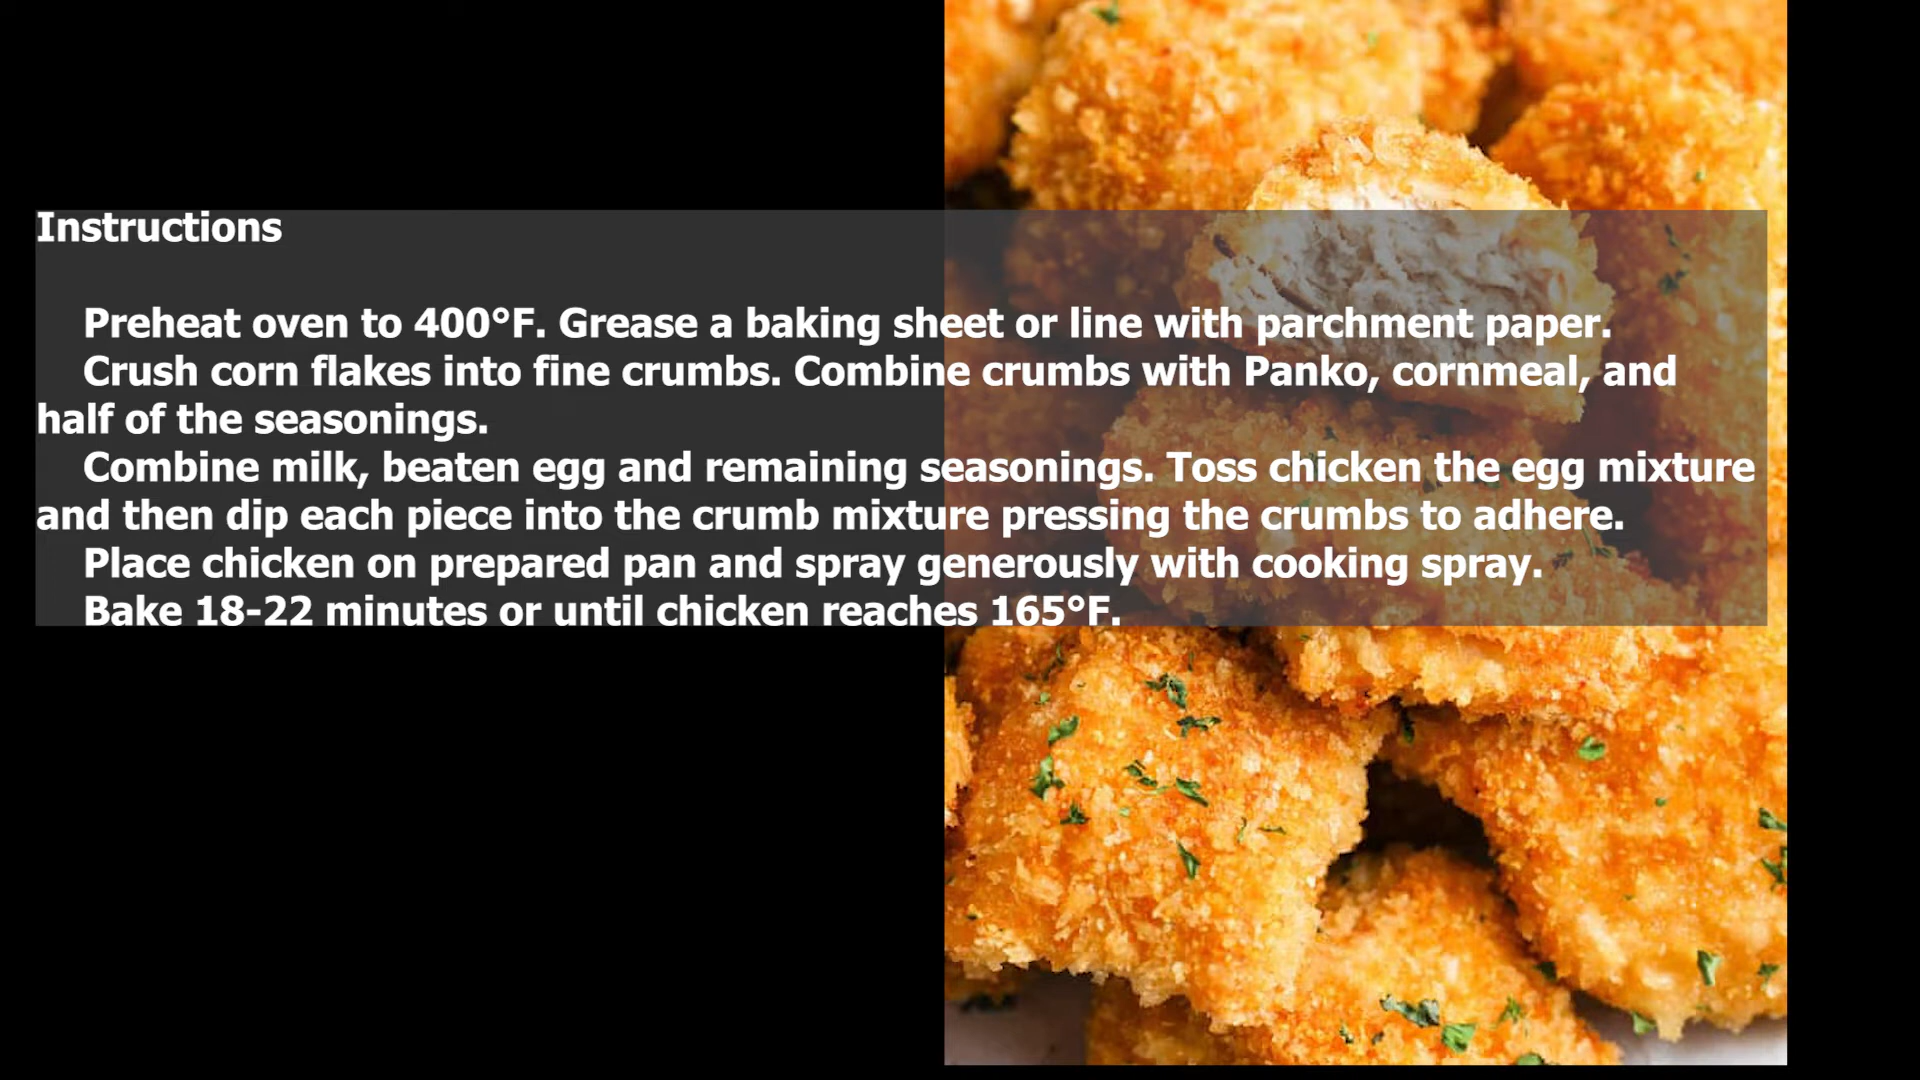 Instructions
Preheat oven to 400°F. Grease a baking sheet or line with parchment paper.
Crush corn flakes into fine crumbs. Combine crumbs with Panko, cornmeal, and
half of the seasonings.
Combine milk, beaten egg and remaining seasonings. Toss chicken the egg mixture
and then dip each piece into the crumb mixture pressing the crumbs to adhere.
Place chicken on prepared pan and spray generously with cooking spray.
Bake 18-22 minutes or until chicken reaches 165°F.